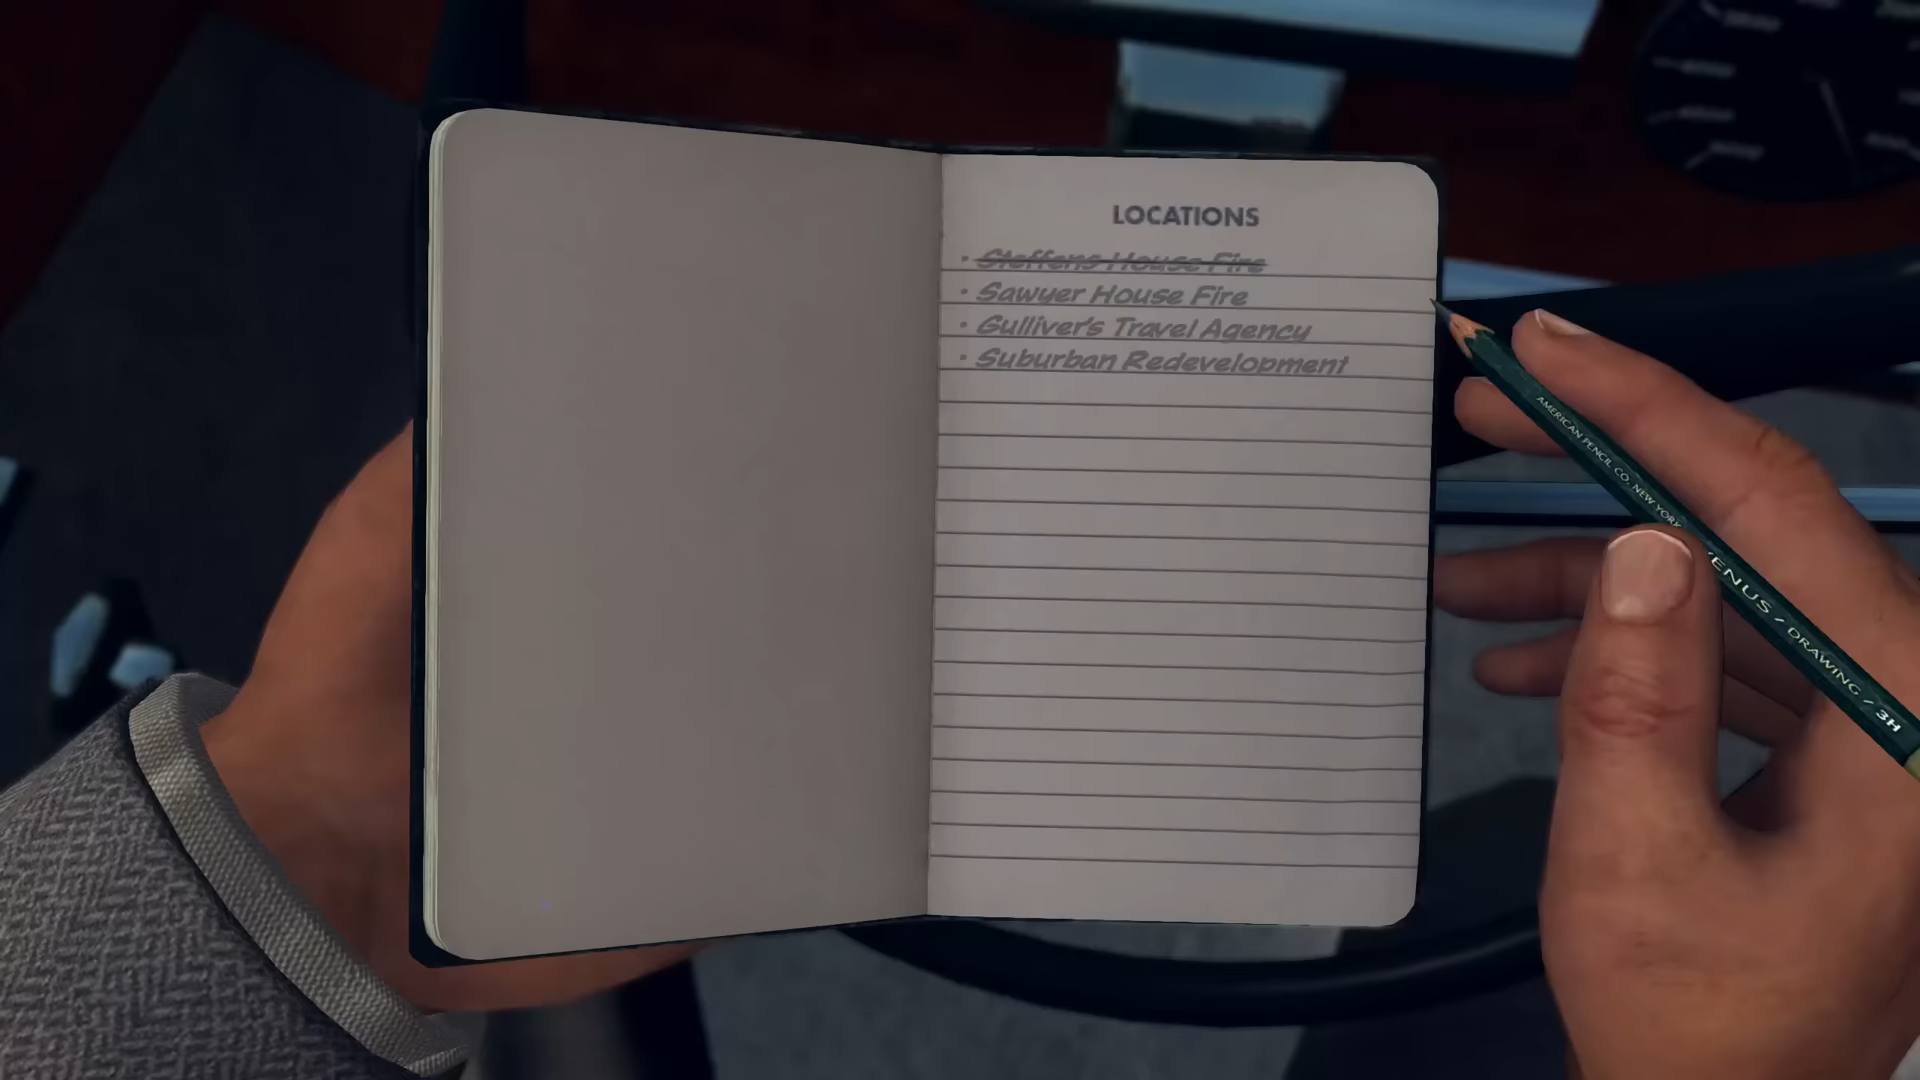 LOCATIONS
· Steffens House Fire
· Sawyer House Fire
· Gulliver's Travel Agency
· Suburban Redevelopment
AMERICAN PENCIL CO. NEW YORK
VENUS / DRAWING / 3H